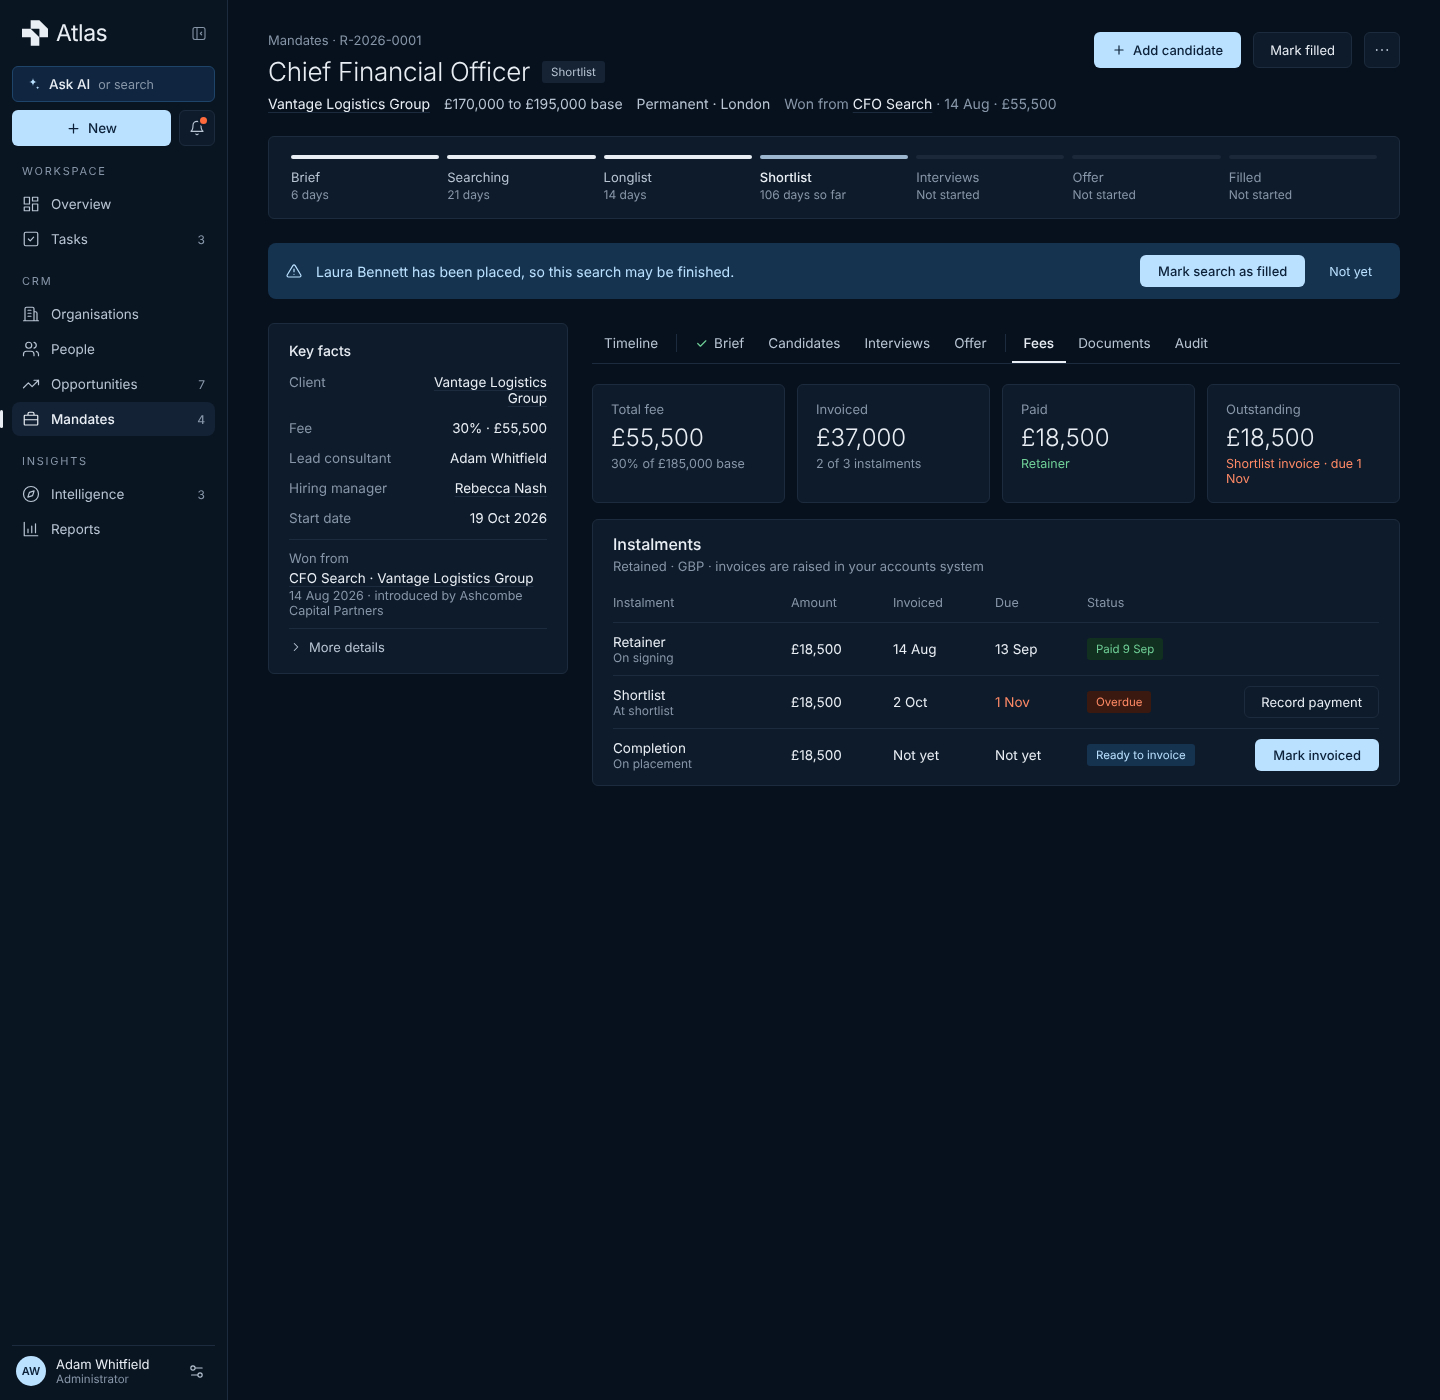 Atlas
Ask AI or search
New
WORKSPACE
Overview
Tasks 3
CRM
Organisations
People
Opportunities 7
Mandates 4
INSIGHTS
Intelligence 3
Reports
AW
Adam Whitfield
Administrator
Mandates · R-2026-0001
Chief Financial Officer Shortlist
Vantage Logistics Group £170,000 to £195,000 base Permanent · London Won from CFO Search · 14 Aug · £55,500
Add candidate Mark filled ···
Brief Searching Longlist Shortlist Interviews Offer Filled
6 days 21 days 14 days 106 days so far Not started Not started Not started
Laura Bennett has been placed, so this search may be finished. Mark search as filled Not yet
Key facts
Client Vantage Logistics
Group
Fee 30% · £55,500
Lead consultant Adam Whitfield
Hiring manager Rebecca Nash
Start date 19 Oct 2026
Won from
CFO Search · Vantage Logistics Group
14 Aug 2026 · introduced by Ashcombe
Capital Partners
More details
Timeline Brief Candidates Interviews Offer Fees Documents Audit
Total fee
£55,500
30% of £185,000 base
Invoiced
£37,000
2 of 3 instalments
Paid
£18,500
Retainer
Outstanding
£18,500
Shortlist invoice · due 1
Nov
Instalments
Retained · GBP · invoices are raised in your accounts system
Instalment Amount Invoiced Due Status
Retainer £18,500 14 Aug 13 Sep Paid 9 Sep
On signing
Shortlist £18,500 2 Oct 1 Nov Overdue Record payment
At shortlist
Completion £18,500 Not yet Not yet Ready to invoice Mark invoiced
On placement